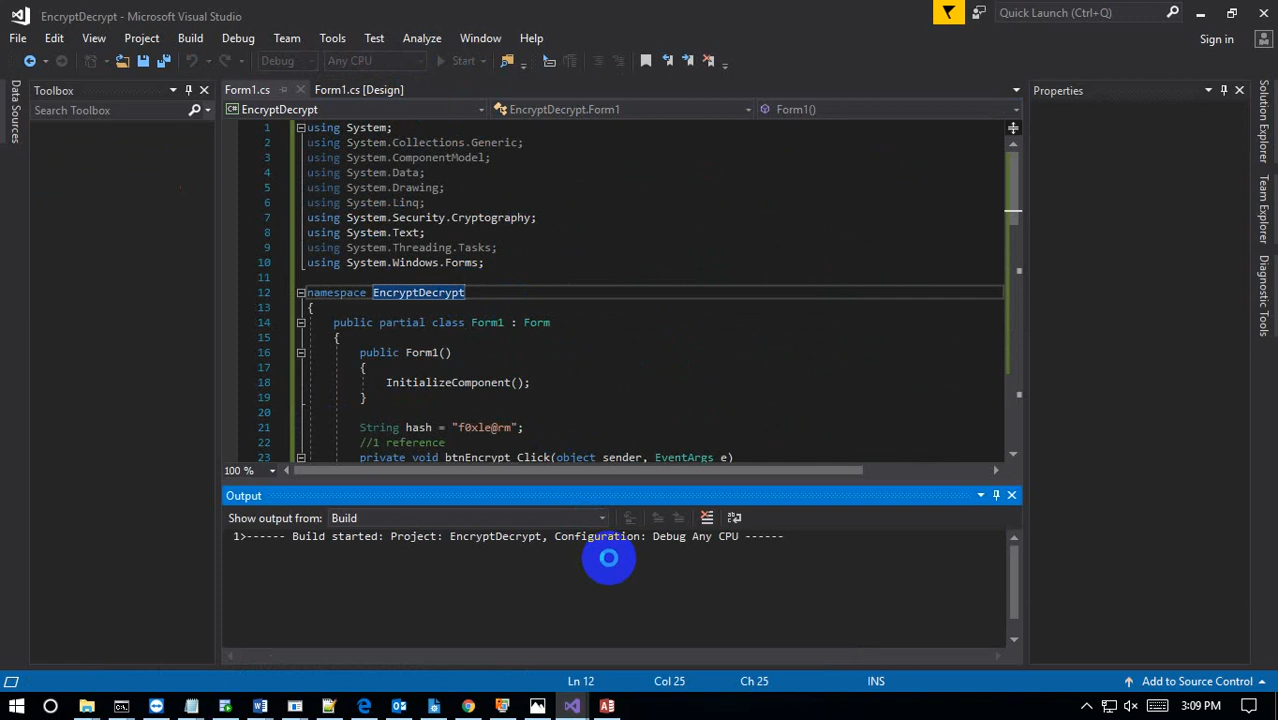 EncryptDecrypt - Microsoft Visual Studio
Quick Launch (Ctrl+Q)
File Edit View Project Build Debug Team Tools Test Analyze Window Help
Sign in
Debug Any CPU Start
Data Sources
Toolbox
Search Toolbox
Form1.cs Form1.cs [Design]
EncryptDecrypt EncryptDecrypt.Form1 Form1()
1 using System;
2 using System.Collections.Generic;
3 using System.ComponentModel;
4 using System.Data;
5 using System.Drawing;
6 using System.Linq;
7 using System.Security.Cryptography;
8 using System.Text;
9 using System.Threading.Tasks;
10 using System.Windows.Forms;
11
12 namespace EncryptDecrypt
13 {
14 public partial class Form1 : Form
15 {
16 public Form1()
17 {
18 InitializeComponent();
19 }
20
21 String hash = "f0xle@rm";
22 //1 reference
23 private void btnEncrypt_Click(object sender, EventArgs e)
100 %
Output
Show output from: Build
1>------ Build started: Project: EncryptDecrypt, Configuration: Debug Any CPU ------
Properties
Solution Explorer
Team Explorer
Diagnostic Tools
Ln 12 Col 25 Ch 25 INS
Add to Source Control
3:09 PM